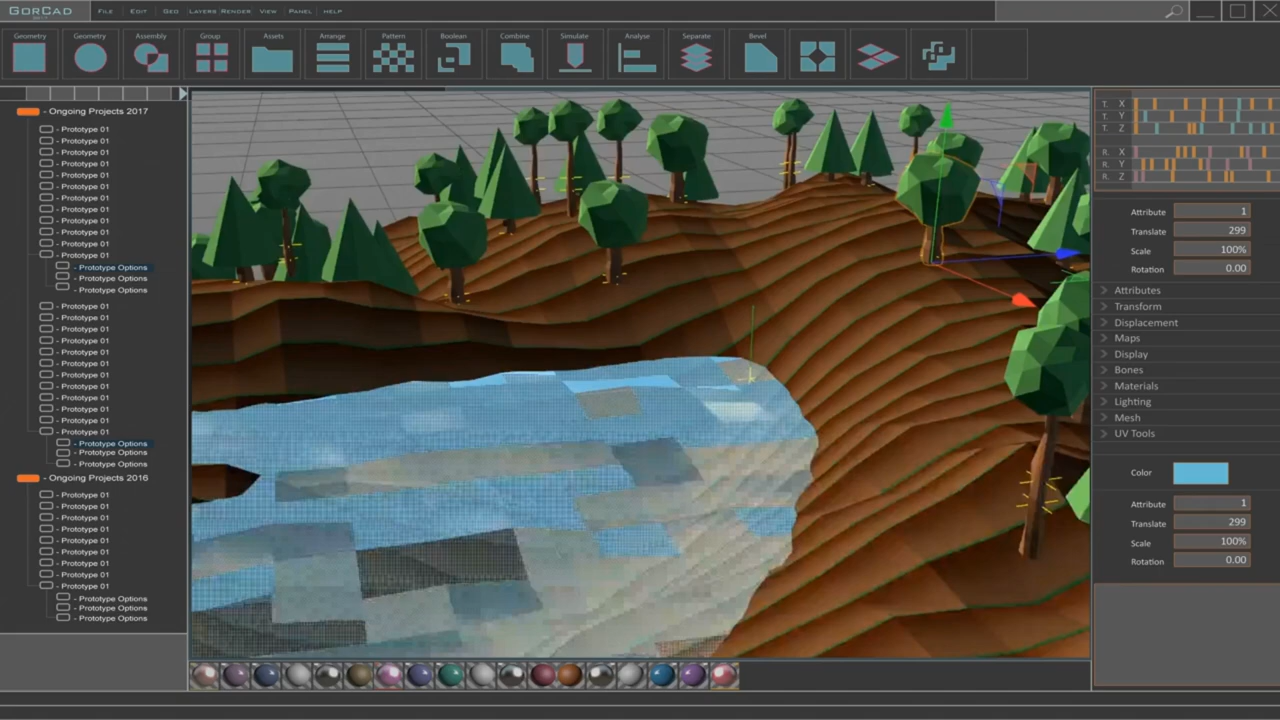 GorCad
2017
File Edit Geo Layers Render View Panel Help
Geometry Geometry Assembly Group Assets Arrange Pattern Boolean Combine Simulate Analyse Separate Bevel
- Ongoing Projects 2017
- Prototype 01
- Prototype 01
- Prototype 01
- Prototype 01
- Prototype 01
- Prototype 01
- Prototype 01
- Prototype 01
- Prototype 01
- Prototype 01
- Prototype 01
- Prototype 01
- Prototype Options
- Prototype Options
- Prototype Options
- Prototype 01
- Prototype 01
- Prototype 01
- Prototype 01
- Prototype 01
- Prototype 01
- Prototype 01
- Prototype 01
- Prototype 01
- Prototype 01
- Prototype 01
- Prototype 01
- Prototype Options
- Prototype Options
- Prototype Options
- Ongoing Projects 2016
- Prototype 01
- Prototype 01
- Prototype 01
- Prototype 01
- Prototype 01
- Prototype 01
- Prototype 01
- Prototype 01
- Prototype 01
- Prototype Options
- Prototype Options
- Prototype Options
T. X
T. Y
T. Z
R. X
R. Y
R. Z
Attribute 1
Translate 299
Scale 100%
Rotation 0.00
Attributes
Transform
Displacement
Maps
Display
Bones
Materials
Lighting
Mesh
UV Tools
Color
Attribute 1
Translate 299
Scale 100%
Rotation 0.00